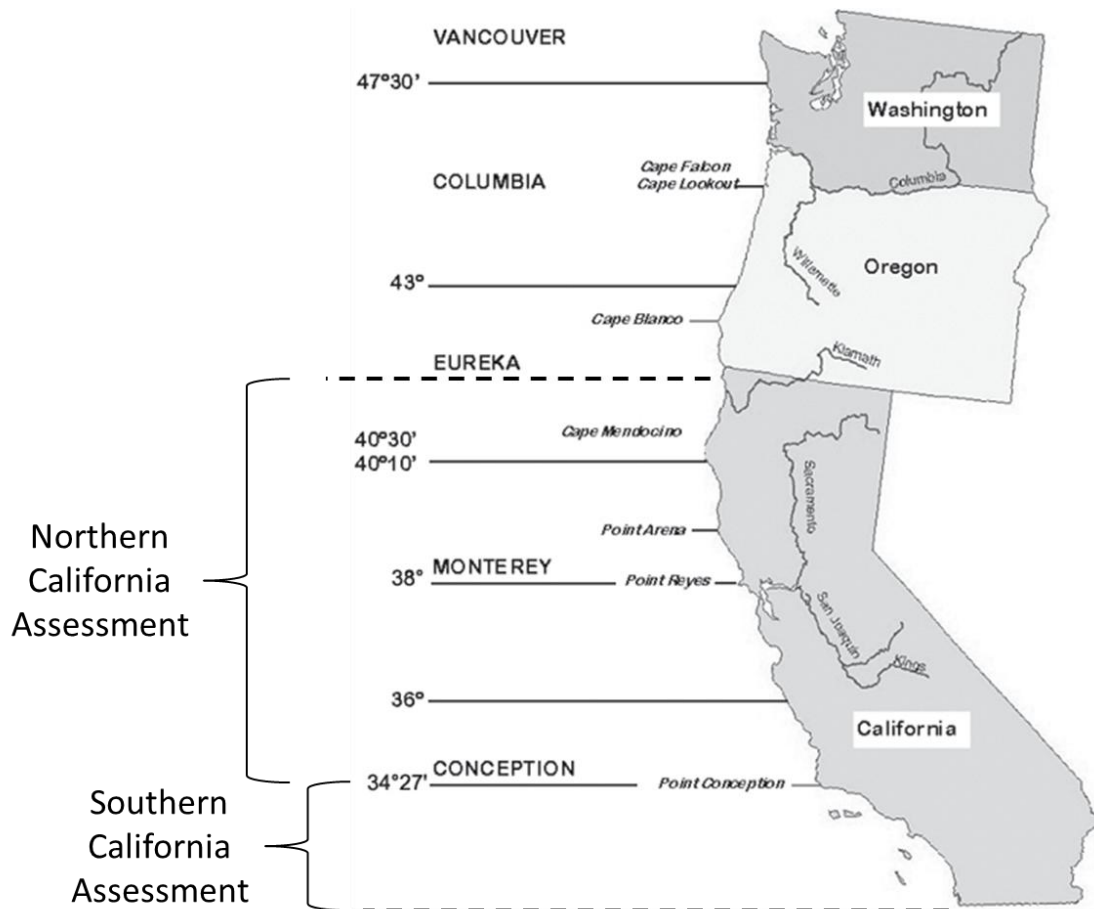 VANCOUVER
47°30'
Washington
Cape Falcon
COLUMBIA
Cape Lookout
Columbia
Willamette
Oregon
43°
Cape Blanco
Klamath
EUREKA
40°30'
Cape Mendocino
40°10'
Sacramento
Point Arena
Northern
California
Assessment
MONTEREY
38°
Point Reyes
San Joaquin
Kings
36°
California
CONCEPTION
34°27'
Point Conception
Southern
California
Assessment